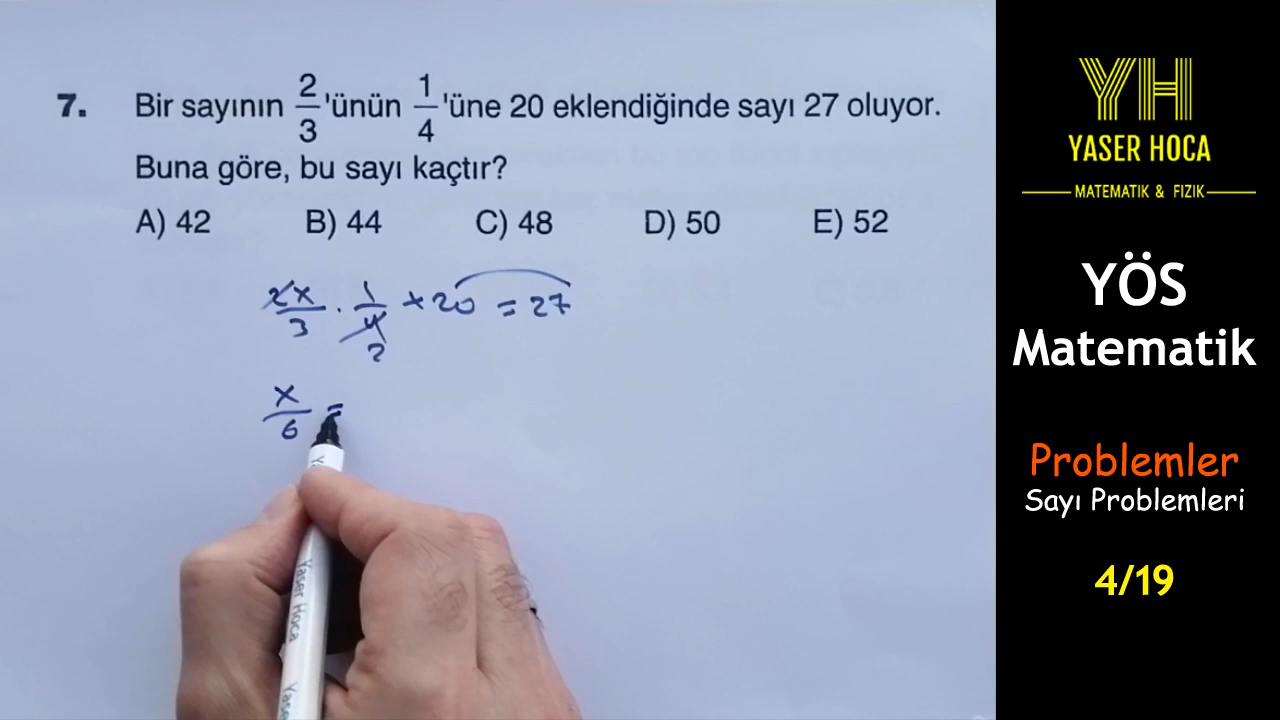 7. Bir sayının 2/3 'ünün 1/4 'üne 20 eklendiğinde sayı 27 oluyor.
Buna göre, bu sayı kaçtır?
A) 42 B) 44 C) 48 D) 50 E) 52
2x/3 · 1/4 + 20 = 27
2
x/6 =
Yaser Hoca
Yaser
YH
YASER HOCA
MATEMATIK & FIZIK
YÖS
Matematik
Problemler
Sayı Problemleri
4/19